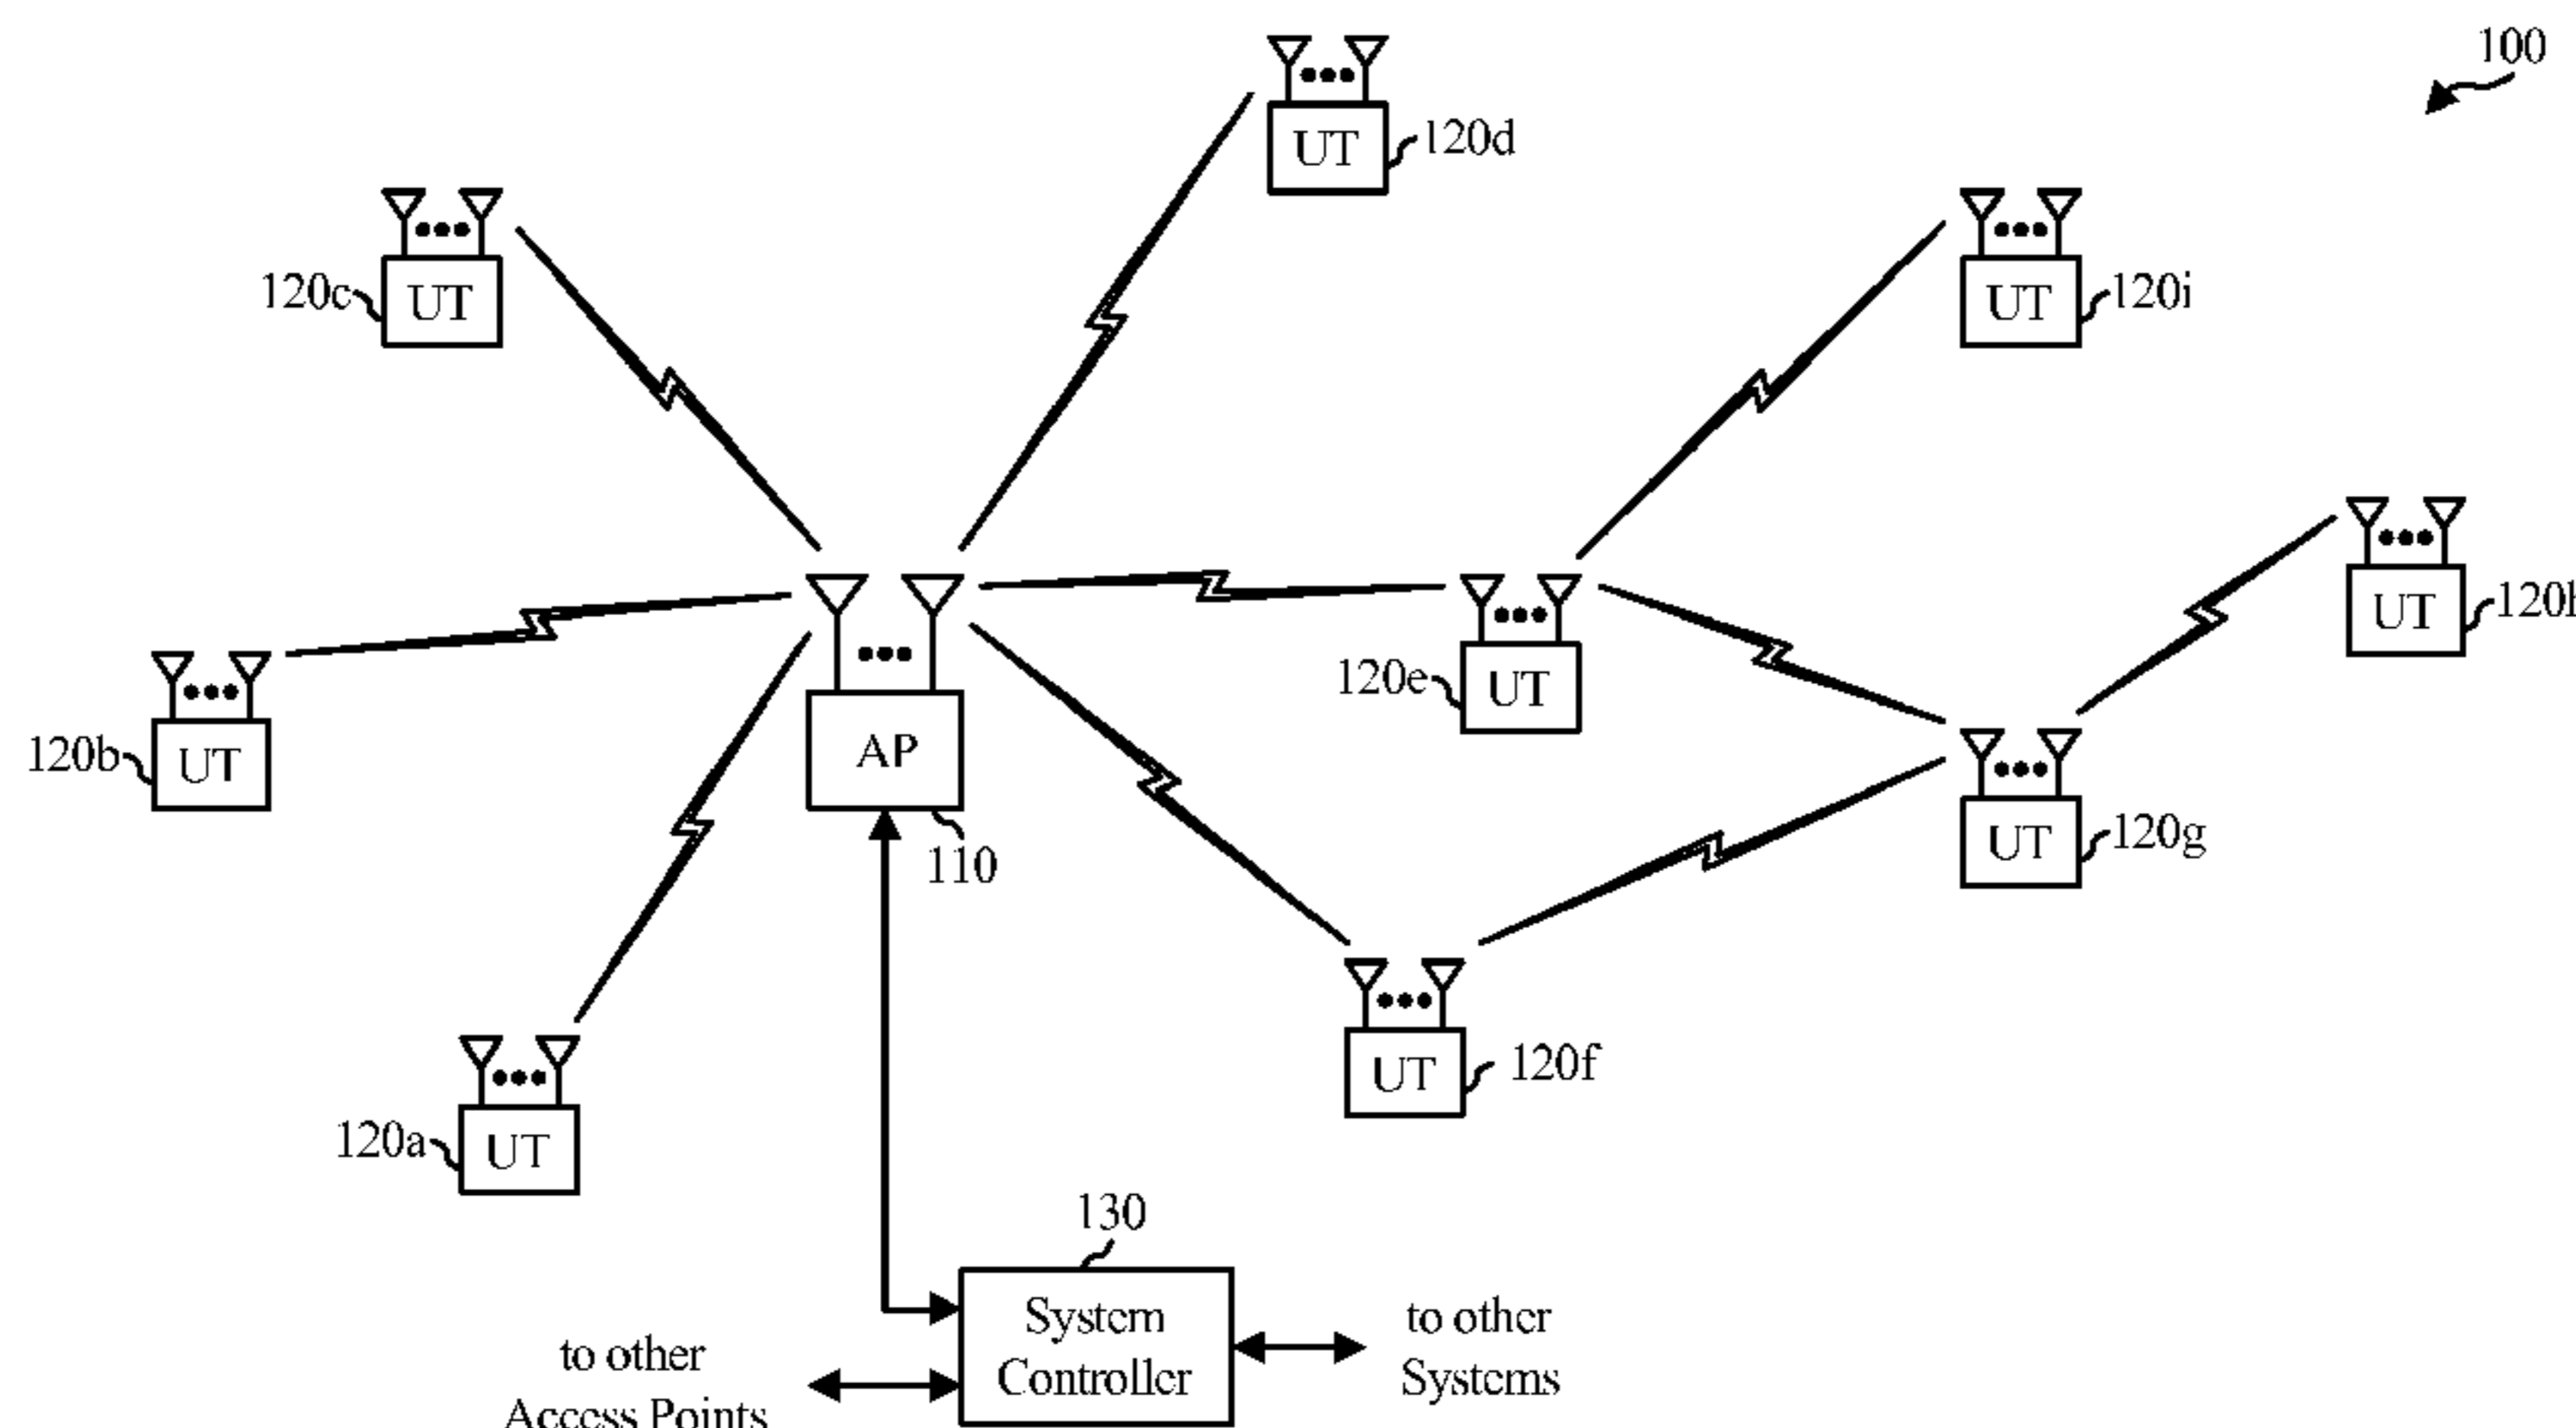 100
UT
120d
120c
UT
UT
120i
UT
120h
120e
UT
120b
UT
AP
110
UT
120g
UT
120f
120a
UT
130
System
Controller
to other
Systems
to other
Access Points